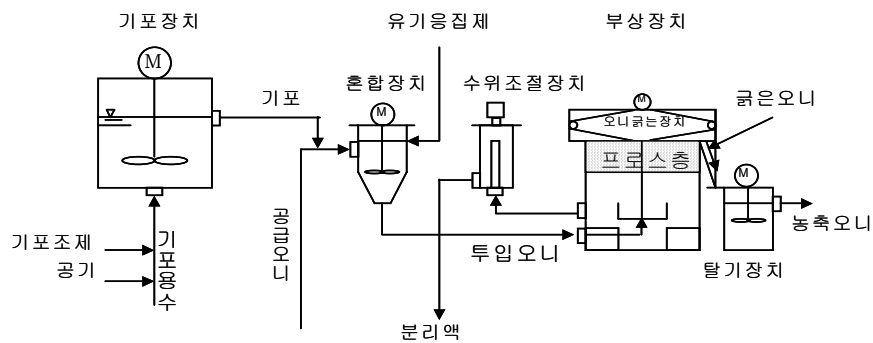 기포장치
유기응집제
부상장치
M
혼합장치
수위조절장치
M
굵은오니
기포
M
오니긁는장치
프로스층
M
공급오니
농축오니
기포조제
공기
기포용수
투입오니
탈기장치
분리액